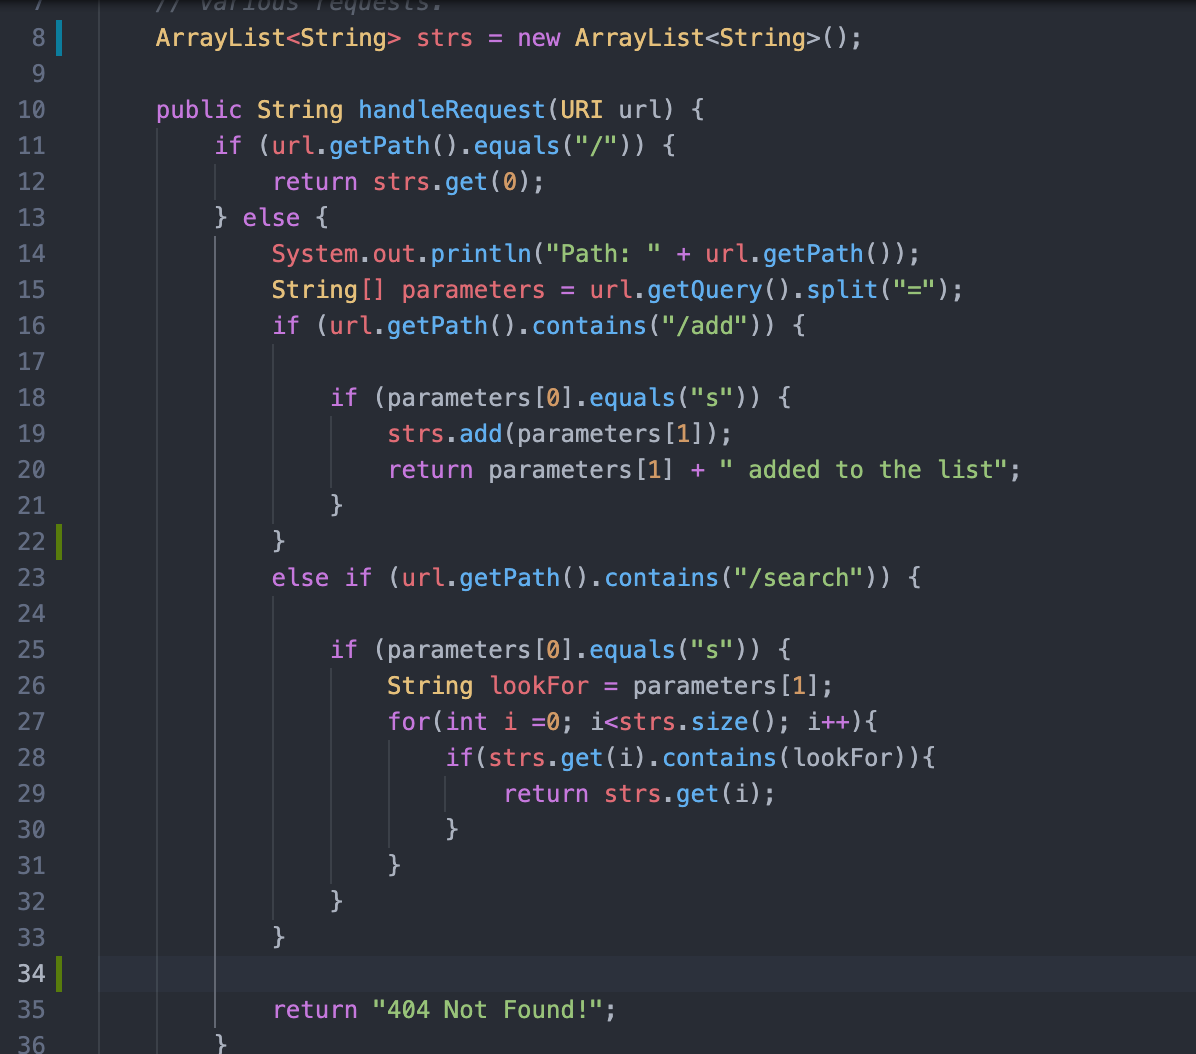 7 // various requests.
8 ArrayList<String> strs = new ArrayList<String>();
9
10 public String handleRequest(URI url) {
11 if (url.getPath().equals("/")) {
12 return strs.get(0);
13 } else {
14 System.out.println("Path: " + url.getPath());
15 String[] parameters = url.getQuery().split("=");
16 if (url.getPath().contains("/add")) {
17
18 if (parameters[0].equals("s")) {
19 strs.add(parameters[1]);
20 return parameters[1] + " added to the list";
21 }
22 }
23 else if (url.getPath().contains("/search")) {
24
25 if (parameters[0].equals("s")) {
26 String lookFor = parameters[1];
27 for(int i =0; i<strs.size(); i++){
28 if(strs.get(i).contains(lookFor)){
29 return strs.get(i);
30 }
31 }
32 }
33 }
34
35 return "404 Not Found!";
36 }